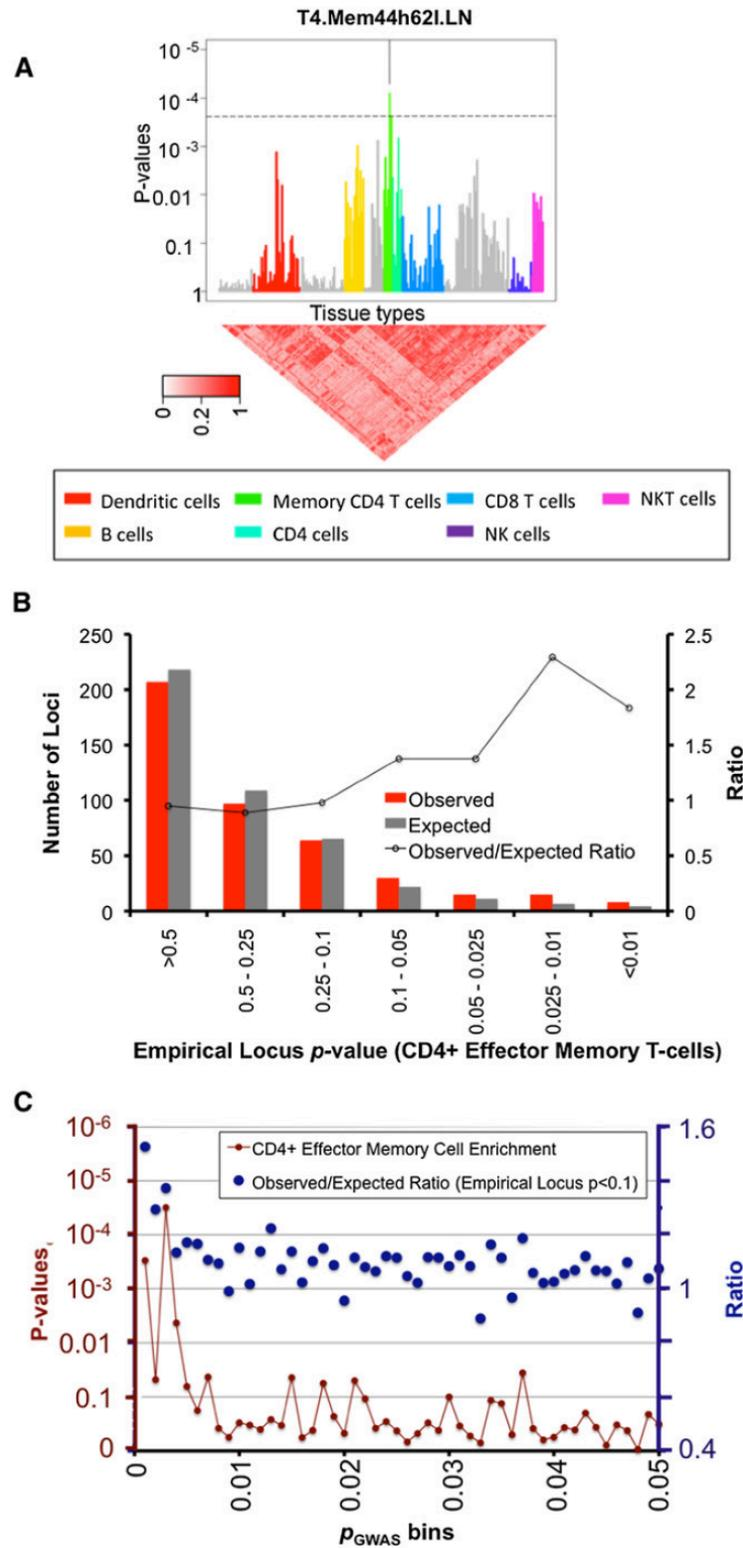 T4.Mem44h62l.LN
A
P-values
10 -5
10 -4
10 -3
0.01
0.1
1
Tissue types
0
0.2
1
Dendritic cells
Memory CD4 T cells
CD8 T cells
NKT cells
B cells
CD4 cells
NK cells
B
Number of Loci
250
200
150
100
50
0
2.5
2
1.5
1
0.5
0
Ratio
Observed
Expected
Observed/Expected Ratio
>0.5
0.5 - 0.25
0.25 - 0.1
0.1 - 0.05
0.05 - 0.025
0.025 - 0.01
<0.01
Empirical Locus p-value (CD4+ Effector Memory T-cells)
C
P-values
10-6
10-5
10-4
10-3
0.01
0.1
0
CD4+ Effector Memory Cell Enrichment
Observed/Expected Ratio (Empirical Locus p<0.1)
1.6
1
0.4
Ratio
0
0.01
0.02
0.03
0.04
0.05
pGWAS bins